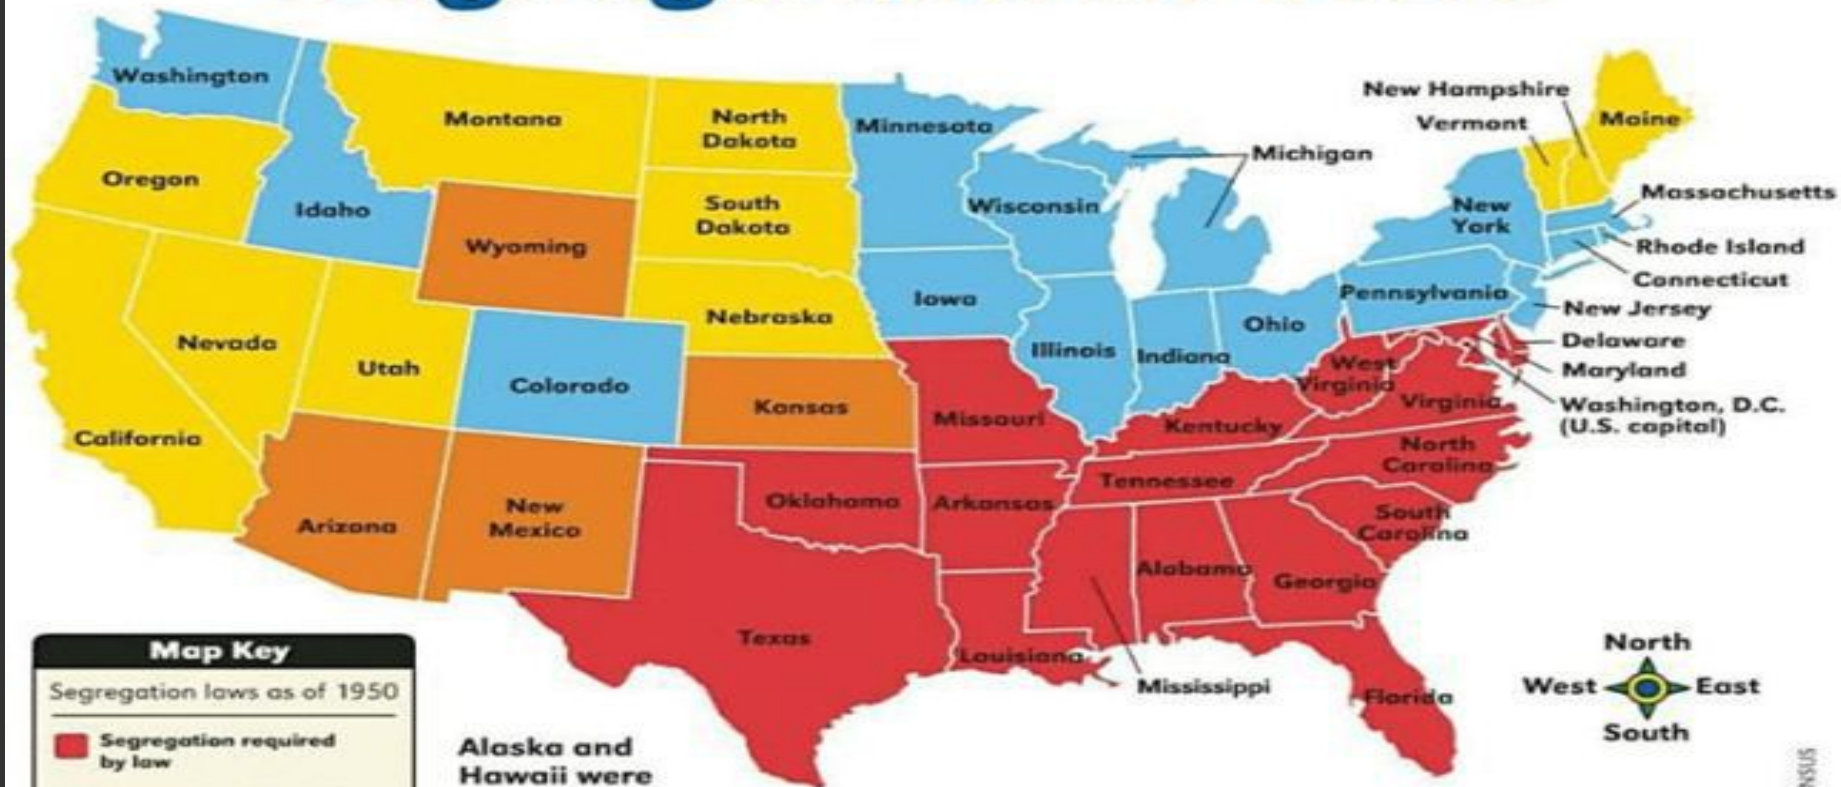 Washington
Montana
North
Dakota
Minnesota
New Hampshire
Vermont
Maine
Michigan
Oregon
Idaho
Wyoming
South
Dakota
Wisconsin
New
York
Massachusetts
Rhode Island
Connecticut
Nevada
Utah
Colorado
Nebraska
Iowa
Illinois
Indiana
Ohio
Pennsylvania
New Jersey
Delaware
Maryland
Washington, D.C.
(U.S. capital)
California
Kansas
Missouri
Kentucky
West
Virginia
Virginia
North
Carolina
Arizona
New
Mexico
Oklahoma
Arkansas
Tennessee
South
Carolina
Texas
Louisiana
Alabama
Georgia
Mississippi
Florida
North
West
East
South
Map Key
Segregation laws as of 1950
Segregation required
by law
Alaska and
Hawaii were